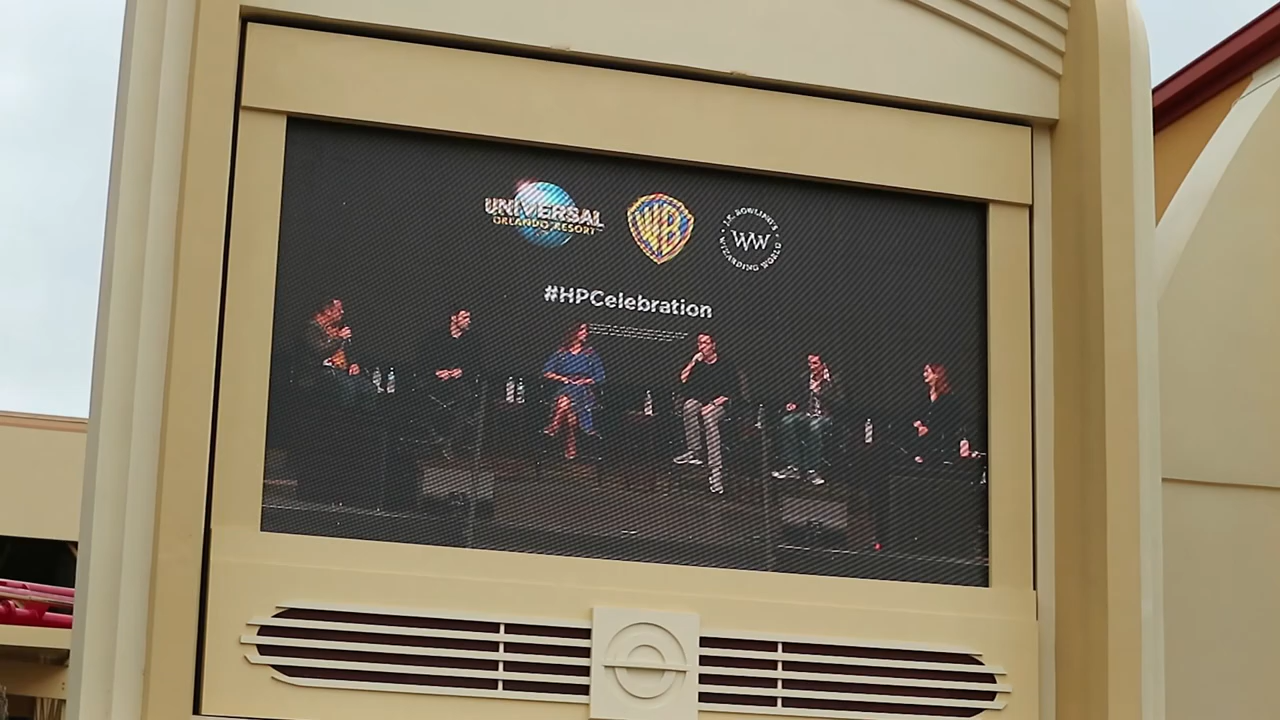 UNIVERSAL
ORLANDO RESORT
WB
J.K. ROWLING'S
WW
WIZARDING WORLD
#HPCelebration